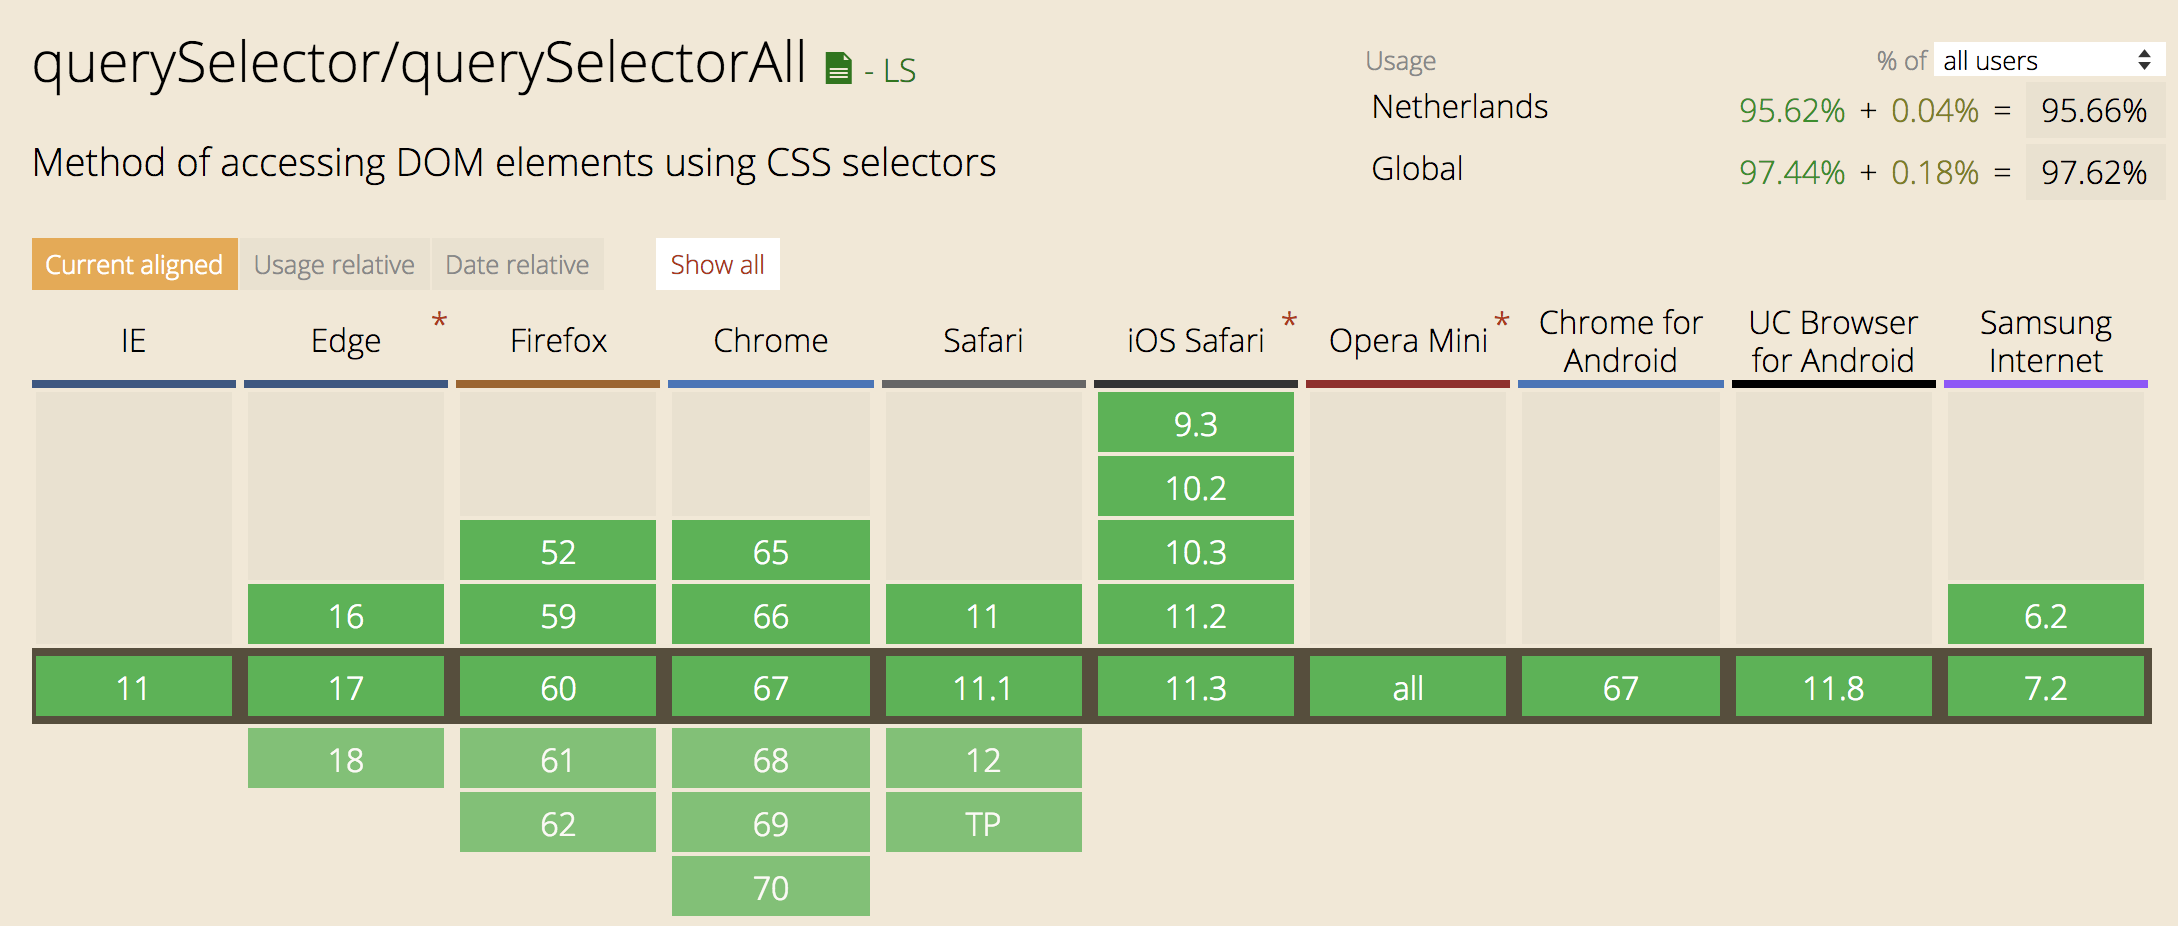 querySelector/querySelectorAll - LS
Usage % of all users
Netherlands 95.62% + 0.04% = 95.66%
Global 97.44% + 0.18% = 97.62%
Method of accessing DOM elements using CSS selectors
Current aligned Usage relative Date relative Show all
IE Edge * Firefox Chrome Safari iOS Safari * Opera Mini * Chrome for Android UC Browser for Android Samsung Internet
9.3
10.2
52 65 10.3
16 59 66 11 11.2 6.2
11 17 60 67 11.1 11.3 all 67 11.8 7.2
18 61 68 12
62 69 TP
70